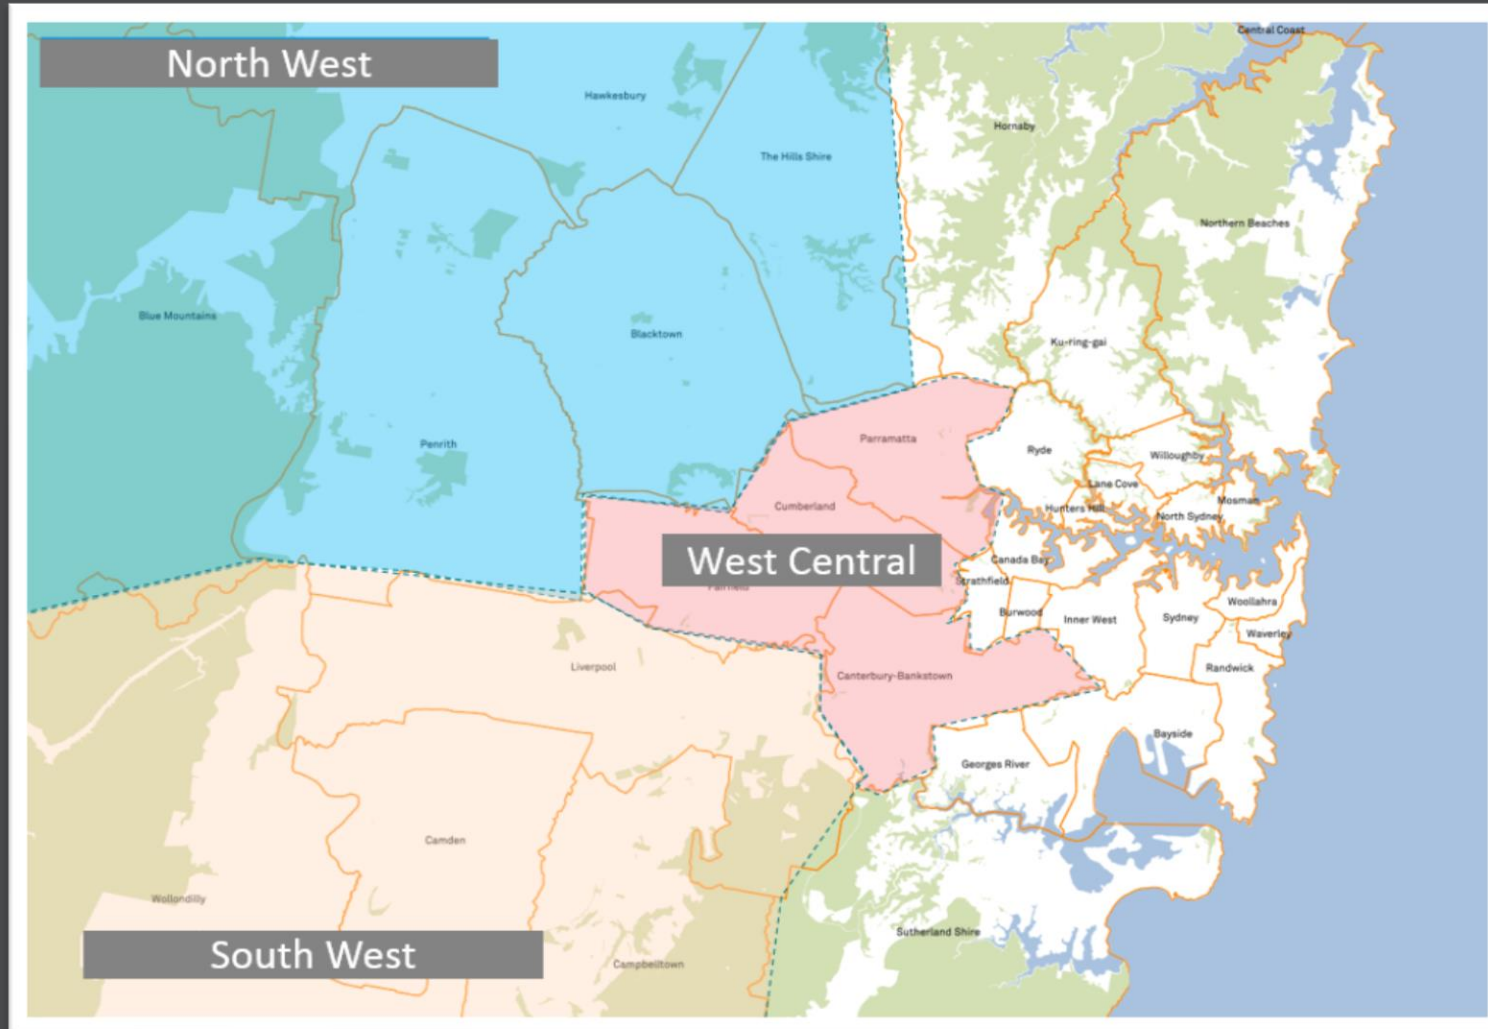 Central Coast
North West
Hawkesbury
Hornsby
The Hills Shire
Northern Beaches
Blue Mountains
Blacktown
Ku-ring-gai
Penrith
Parramatta
Ryde
Willoughby
Lane Cove
Mosman
Cumberland
Hunters Hill
North Sydney
West Central
Canada Bay
Strathfield
Fairfield
Woollahra
Burwood
Inner West
Sydney
Waverley
Liverpool
Randwick
Canterbury-Bankstown
Bayside
Georges River
Camden
Wollondilly
Sutherland Shire
South West
Campbelltown